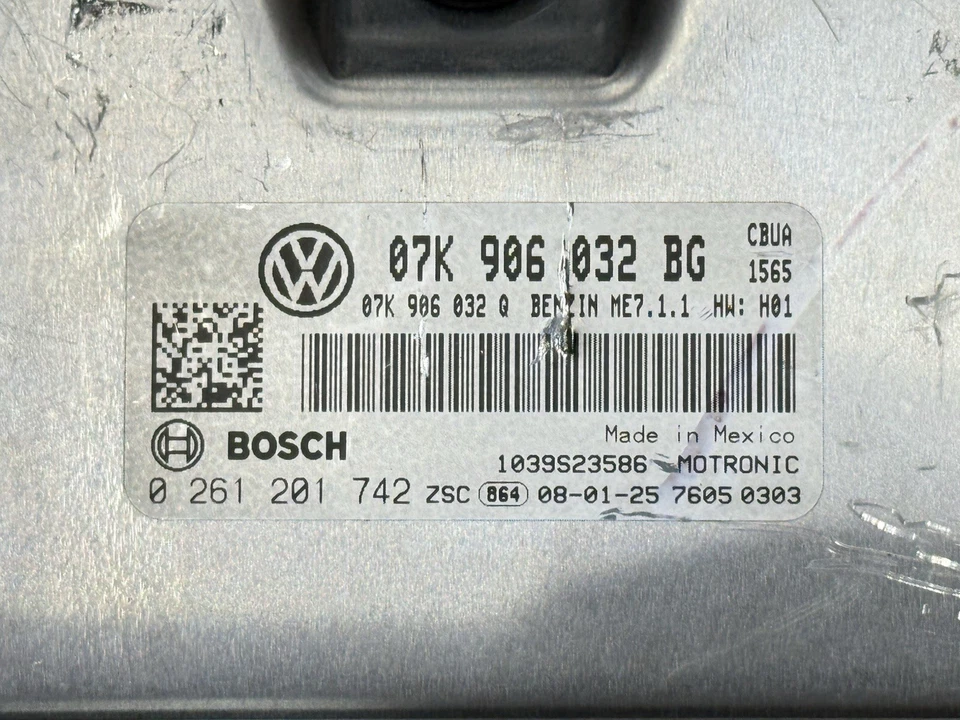 07K 906 032 BG
CBUA
1565
07K 906 032 Q BENZIN ME7.1.1 HW: H01
BOSCH
Made in Mexico
1039S23586 MOTRONIC
0 261 201 742 ZSC 864 08-01-25 7605 0303